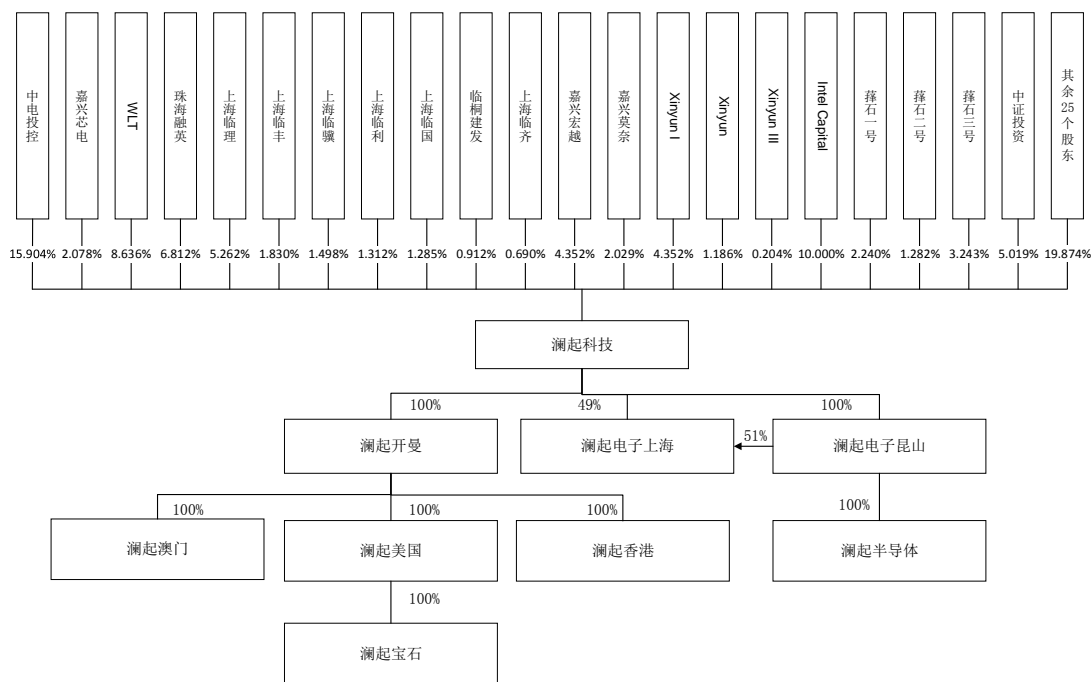 中电投控
嘉兴芯电
WLT
珠海融英
上海临理
上海临丰
上海临骥
上海临利
上海临国
临桐建发
上海临齐
嘉兴宏越
嘉兴莫奈
Xinyun I
Xinyun
Xinyun III
Intel Capital
萚石一号
萚石二号
萚石三号
中证投资
其余25个股东
15.904%
2.078%
8.636%
6.812%
5.262%
1.830%
1.498%
1.312%
1.285%
0.912%
0.690%
4.352%
2.029%
4.352%
1.186%
0.204%
10.000%
2.240%
1.282%
3.243%
5.019%
19.874%
澜起科技
100%
49%
100%
澜起开曼
澜起电子上海
51%
澜起电子昆山
100%
100%
100%
100%
澜起澳门
澜起美国
澜起香港
澜起半导体
100%
澜起宝石